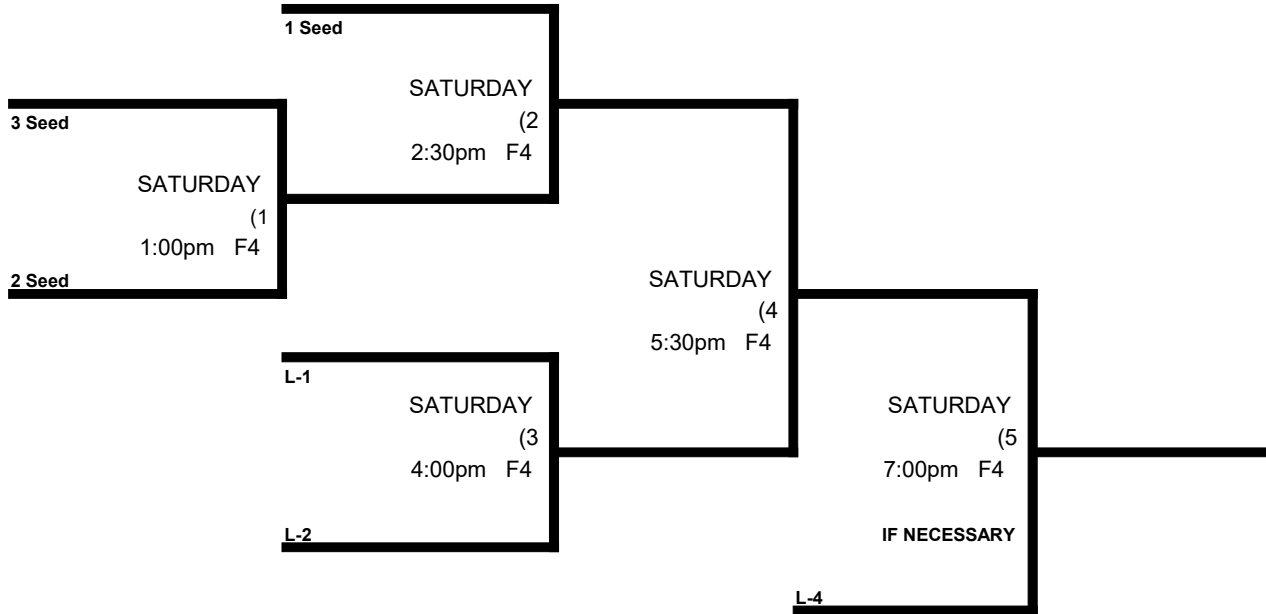 1 Seed
SATURDAY
(2
2:30pm F4
3 Seed
SATURDAY
(1
1:00pm F4
2 Seed
SATURDAY
(4
5:30pm F4
L-1
SATURDAY
(3
4:00pm F4
L-2
SATURDAY
(5
7:00pm F4
IF NECESSARY
L-4